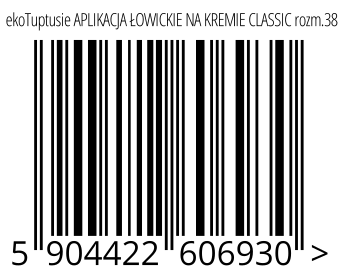 ekoTuptusie APLIKACJA ŁOWICKIE NA KREMIE CLASSIC rozm.38
5 904422 606930 >